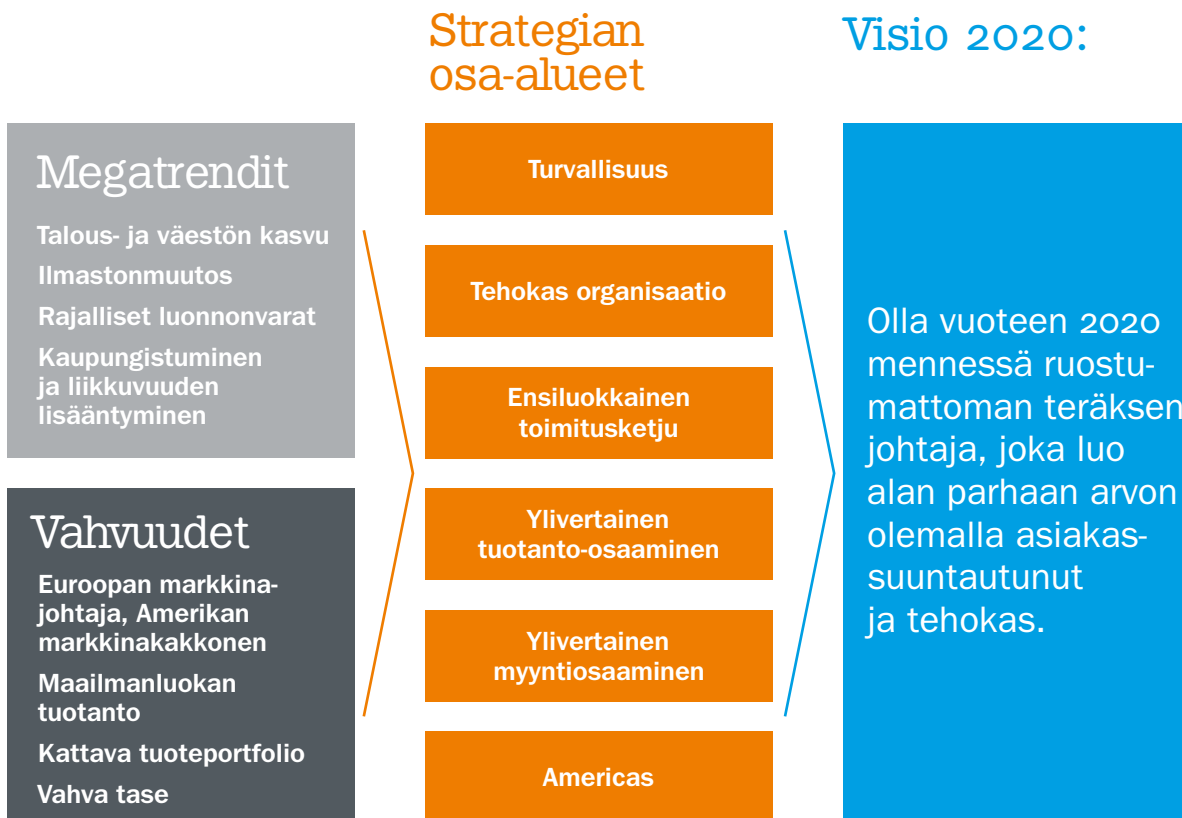 Strategian
osa-alueet
Visio 2020:
Megatrendit
Talous- ja väestön kasvu
Ilmastonmuutos
Rajalliset luonnonvarat
Kaupungistuminen
ja liikkuvuuden
lisääntyminen
Vahvuudet
Euroopan markkina-
johtaja, Amerikan
markkinakakkonen
Maailmanluokan
tuotanto
Kattava tuoteportfolio
Vahva tase
Turvallisuus
Tehokas organisaatio
Ensiluokkainen
toimitusketju
Ylivertainen
tuotanto-osaaminen
Ylivertainen
myyntiosaaminen
Americas
Olla vuoteen 2020
mennessä ruostu-
mattoman teräksen
johtaja, joka luo
alan parhaan arvon
olemalla asiakas-
suuntautunut
ja tehokas.